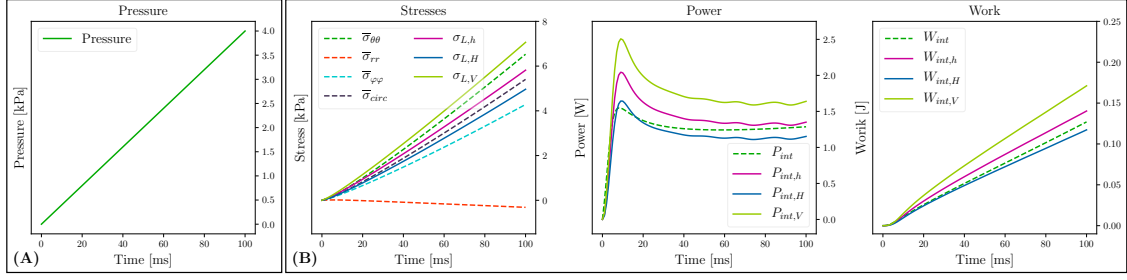 Pressure
Pressure
Pressure [kPa]
4.0
3.5
3.0
2.5
2.0
1.5
1.0
0.5
0.0
0 20 40 60 80 100
Time [ms]
(A)
Stresses
σ̅θθ
σ̅rr
σ̅φφ
σ̅circ
σL,h
σL,H
σL,V
Stress [kPa]
8
6
4
2
0
0 20 40 60 80 100
Time [ms]
(B)
Power
Power [W]
2.5
2.0
1.5
1.0
0.5
0.0
Pint
Pint,h
Pint,H
Pint,V
0 20 40 60 80 100
Time [ms]
Work
Wint
Wint,h
Wint,H
Wint,V
Worik [J]
0.25
0.20
0.15
0.10
0.05
0.00
0 20 40 60 80 100
Time [ms]